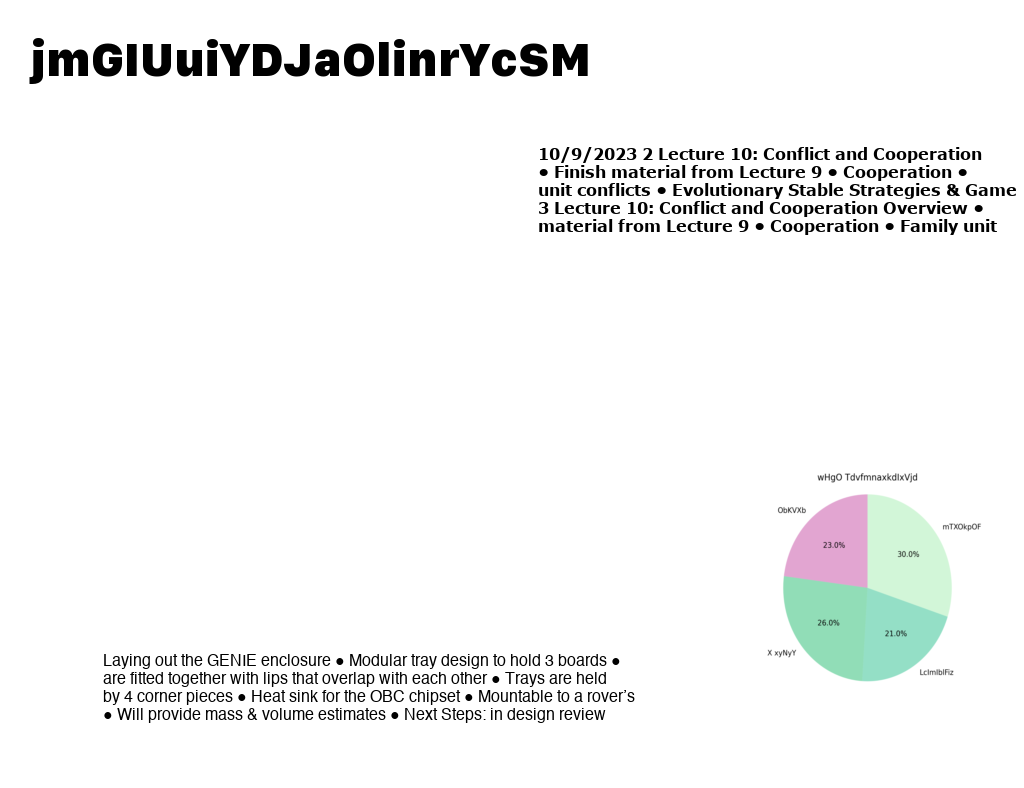 jmGIUuiYDJaOlinrYcSM
10/9/2023 2 Lecture 10: Conflict and Cooperation
● Finish material from Lecture 9 ● Cooperation ●
unit conflicts ● Evolutionary Stable Strategies & Game
3 Lecture 10: Conflict and Cooperation Overview ●
material from Lecture 9 ● Cooperation ● Family unit
wHgO TdvfmnaxkdIxVjd
ObKVXb
mTXOkpOF
23.0%
30.0%
26.0%
21.0%
X xyNyY
LcImlbIFiz
Laying out the GENIE enclosure ● Modular tray design to hold 3 boards ●
are fitted together with lips that overlap with each other ● Trays are held
by 4 corner pieces ● Heat sink for the OBC chipset ● Mountable to a rover’s
● Will provide mass & volume estimates ● Next Steps: in design review